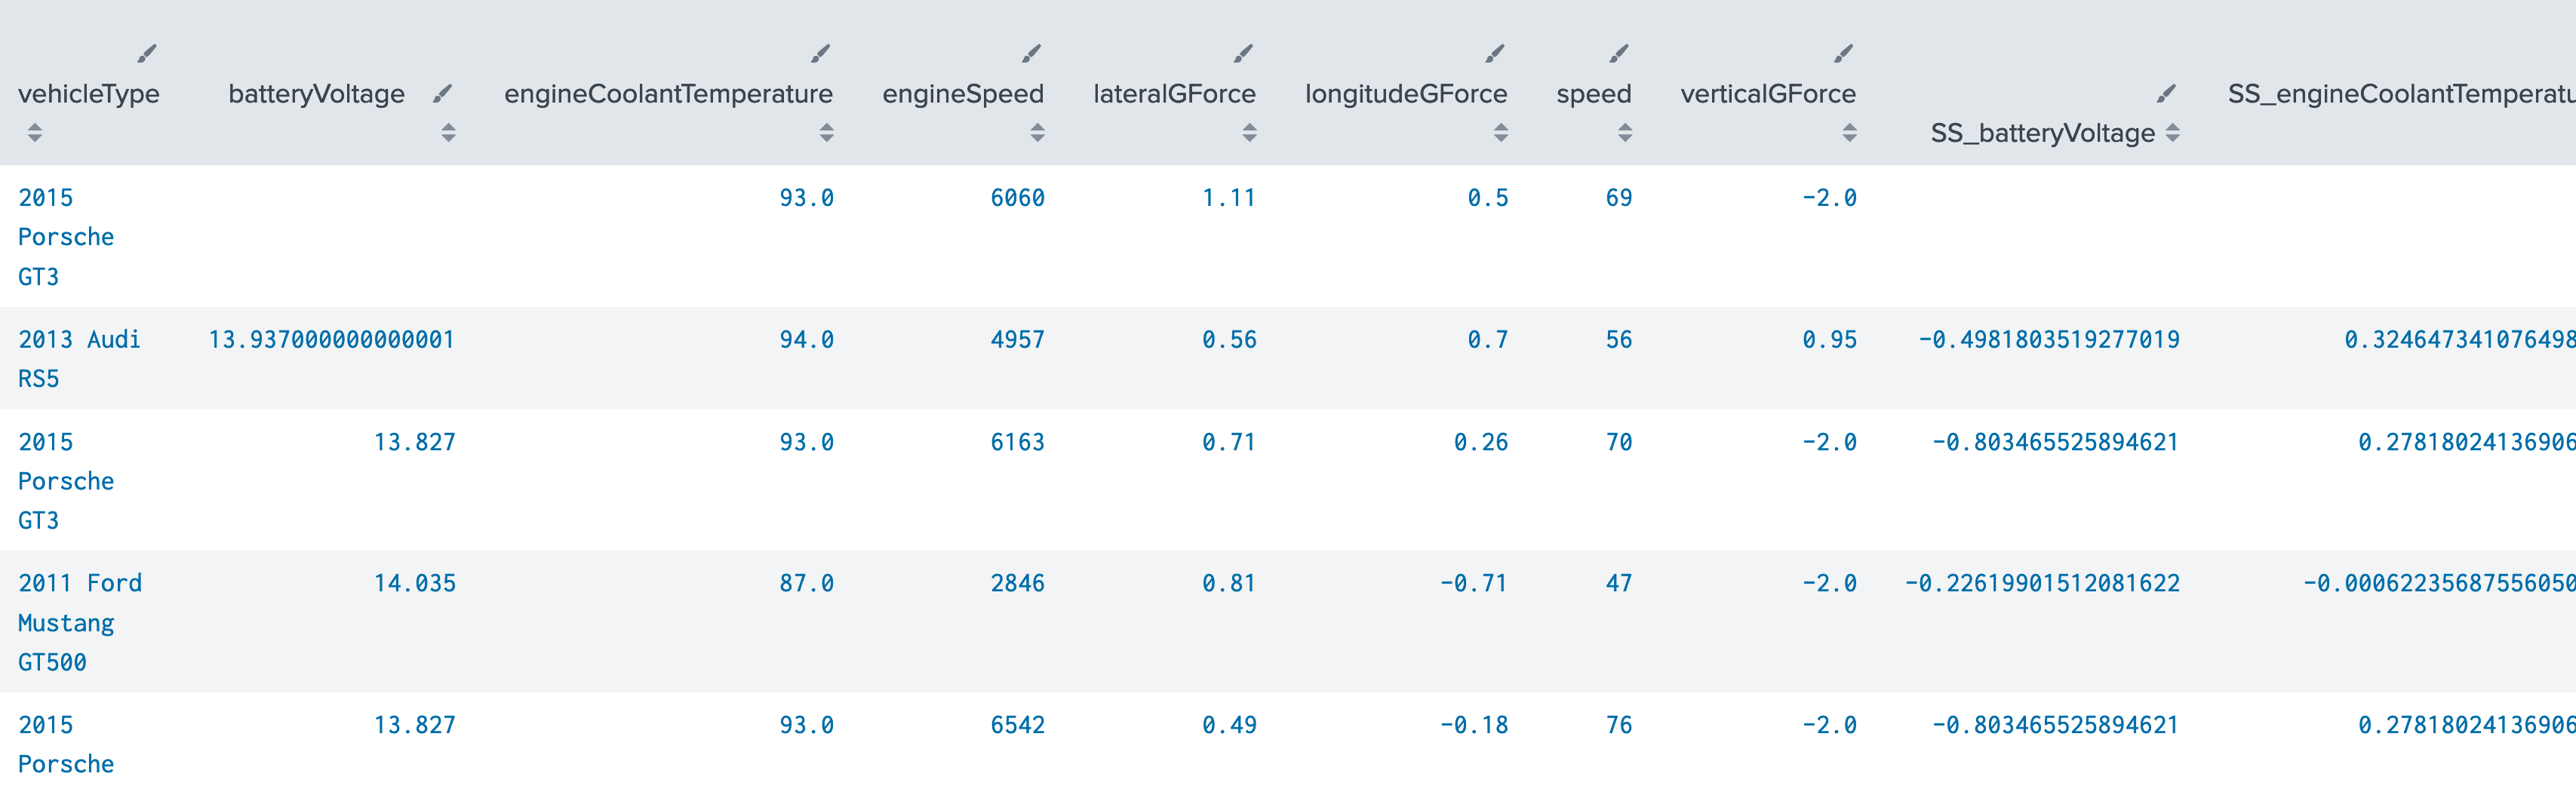 vehicleType batteryVoltage engineCoolantTemperature engineSpeed lateralGForce longitudeGForce speed verticalGForce SS_batteryVoltage SS_engineCoolantTemperatu
2015 Porsche GT3 93.0 6060 1.11 0.5 69 -2.0
2013 Audi RS5 13.937000000000001 94.0 4957 0.56 0.7 56 0.95 -0.4981803519277019 0.324647341076498
2015 Porsche GT3 13.827 93.0 6163 0.71 0.26 70 -2.0 -0.803465525894621 0.27818024136906
2011 Ford Mustang GT500 14.035 87.0 2846 0.81 -0.71 47 -2.0 -0.22619901512081622 -0.00062235687556050
2015 Porsche 13.827 93.0 6542 0.49 -0.18 76 -2.0 -0.803465525894621 0.27818024136906